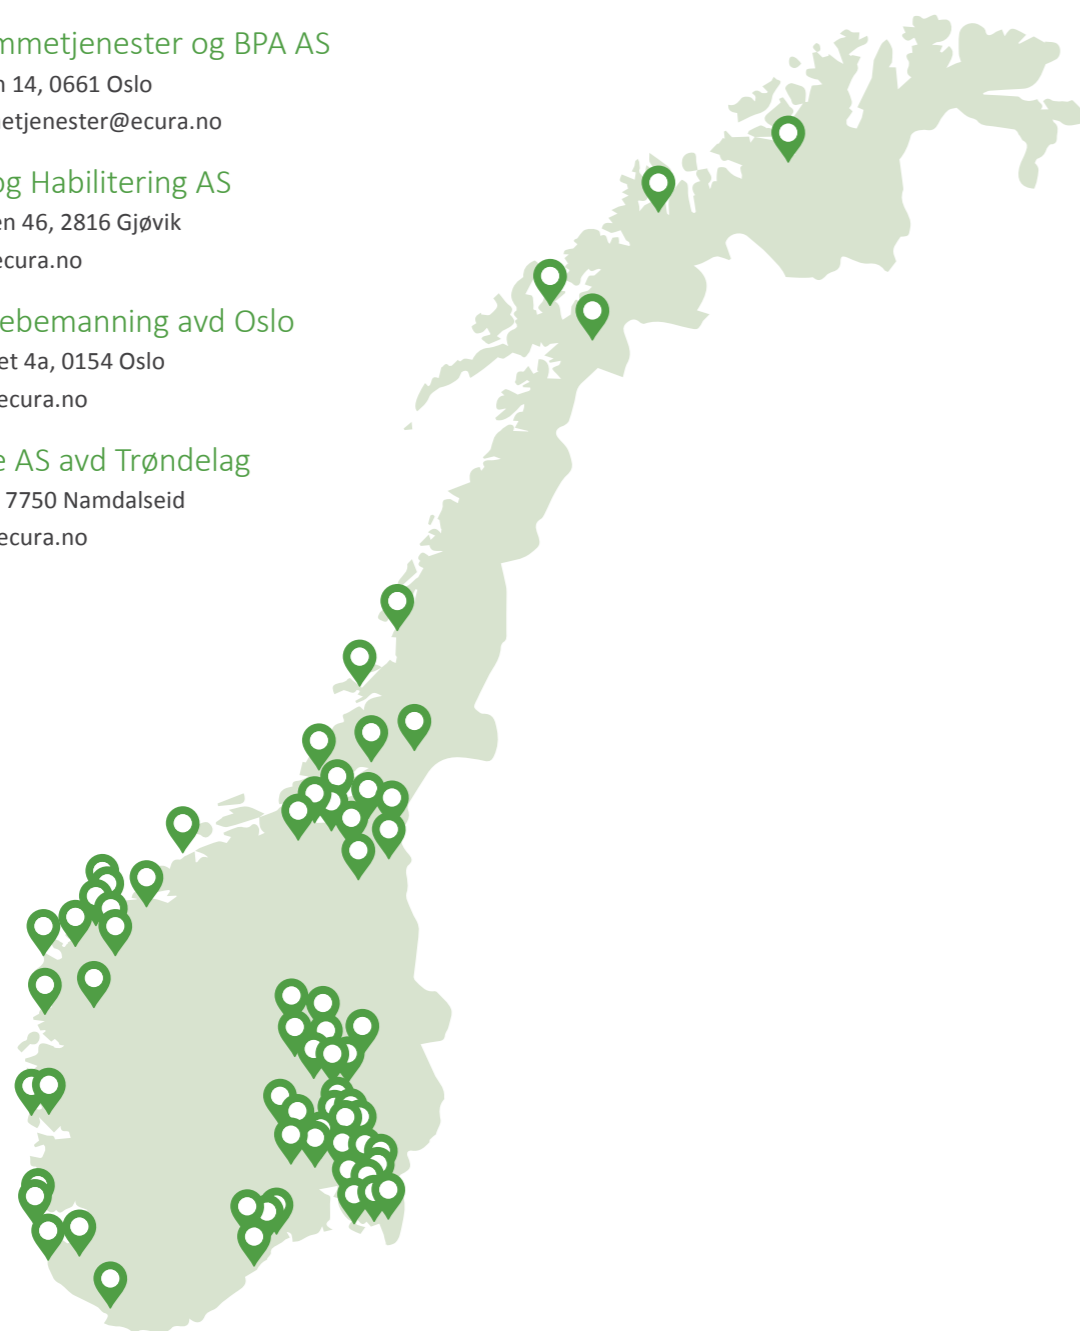 mmetjenester og BPA AS
n 14, 0661 Oslo
netjenester@ecura.no
og Habilitering AS
en 46, 2816 Gjøvik
ecura.no
ebemanning avd Oslo
et 4a, 0154 Oslo
ecura.no
e AS avd Trøndelag
, 7750 Namdalseid
ecura.no